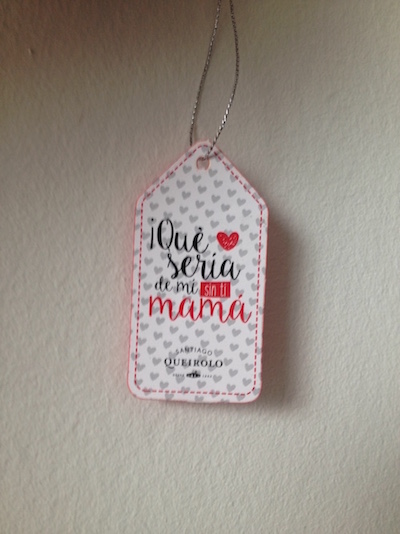 ¡Qué
sería
de mí sin ti
mamá
SANTIAGO
QUEIROLO